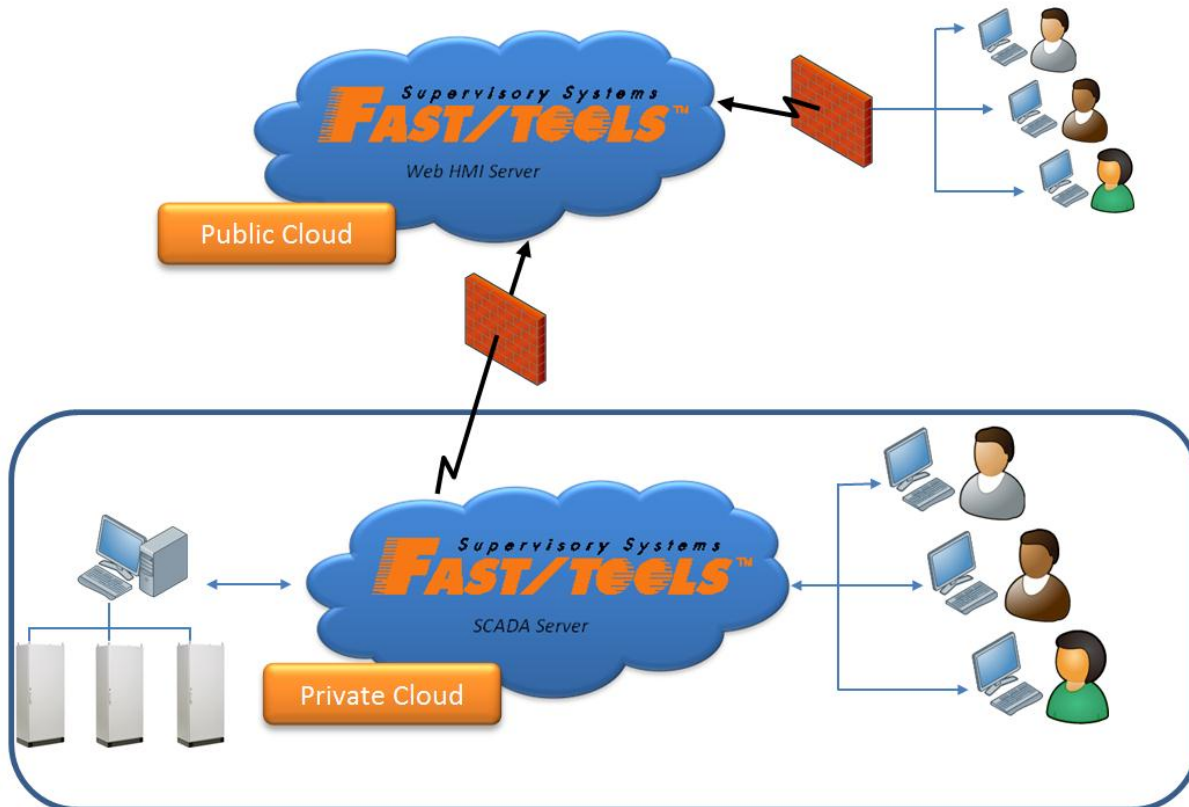 Supervisory Systems
FAST/TOOLS™
Web HMI Server
Public Cloud
Supervisory Systems
FAST/TOOLS™
SCADA Server
Private Cloud